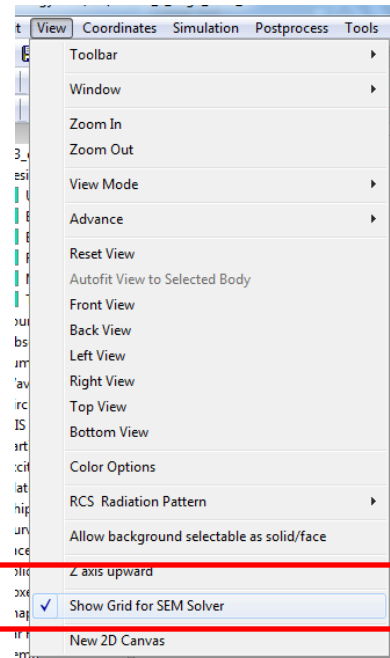 View Coordinates Simulation Postprocess Tools
Toolbar
Window
Zoom In
Zoom Out
View Mode
Advance
Reset View
Autofit View to Selected Body
Front View
Back View
Left View
Right View
Top View
Bottom View
Color Options
RCS Radiation Pattern
Allow background selectable as solid/face
Z axis upward
Show Grid for SEM Solver
New 2D Canvas